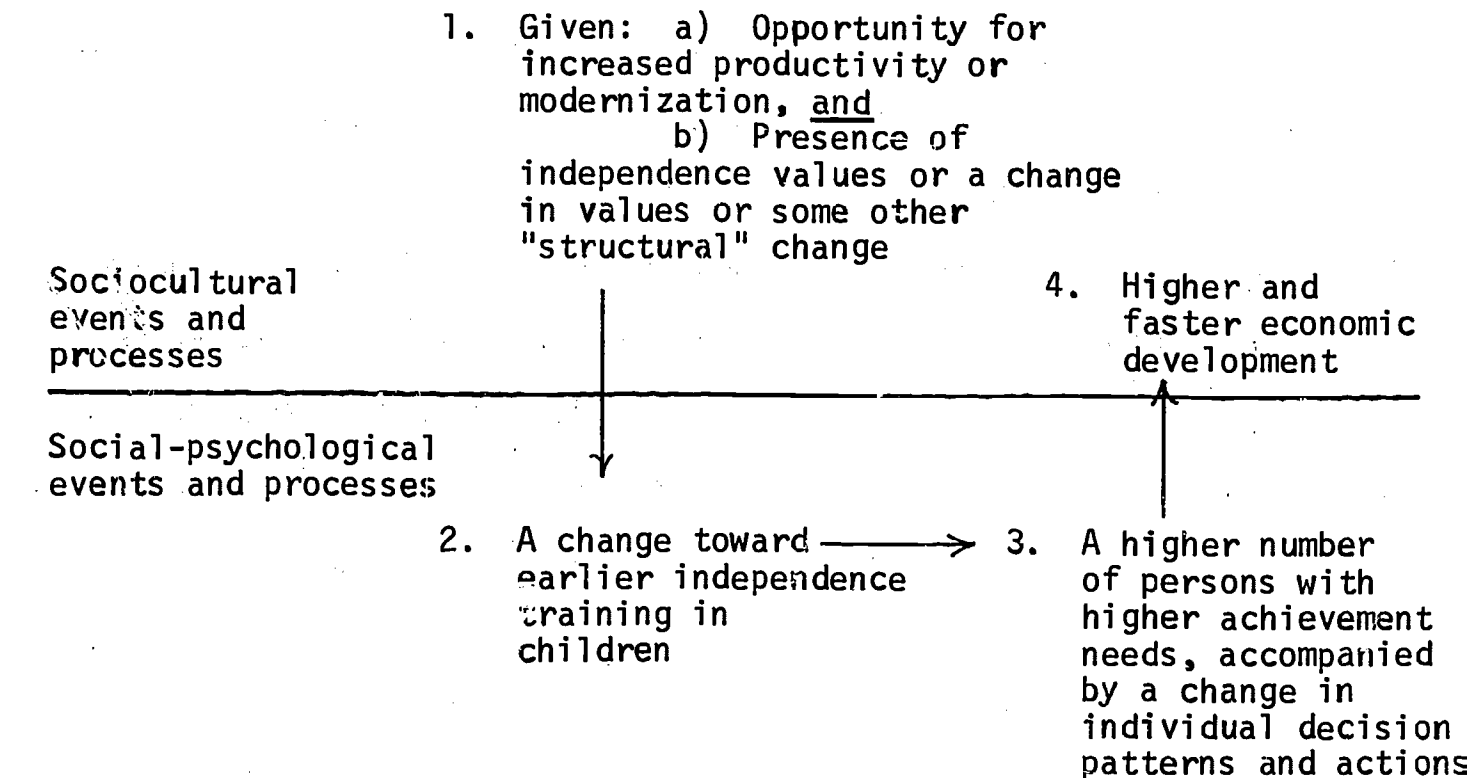 1. Given: a) Opportunity for
increased productivity or
modernization, and
b) Presence of
independence values or a change
in values or some other
"structural" change
Sociocultural
events and
processes
4. Higher and
faster economic
development
Social-psychological
events and processes
2. A change toward
earlier independence
training in
children
3. A higher number
of persons with
higher achievement
needs, accompanied
by a change in
individual decision
patterns and actions